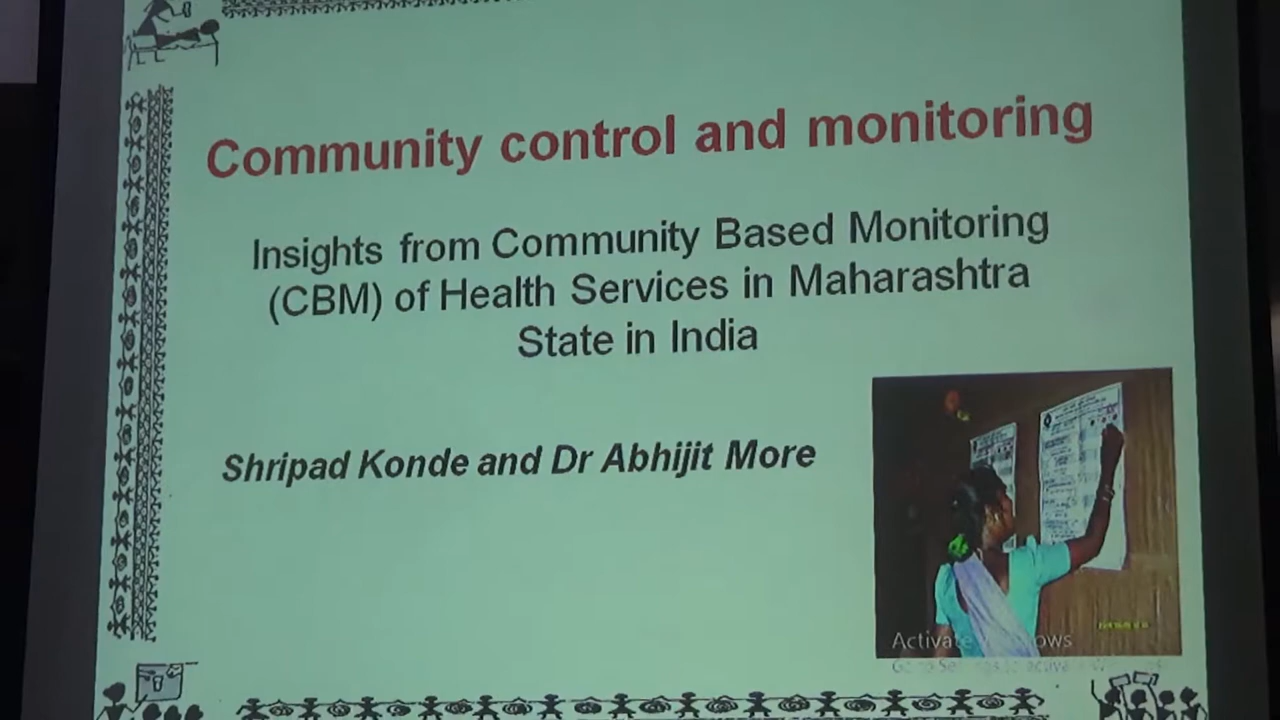 Community control and monitoring
Insights from Community Based Monitoring
(CBM) of Health Services in Maharashtra
State in India
Shripad Konde and Dr Abhijit More
Activate Windows